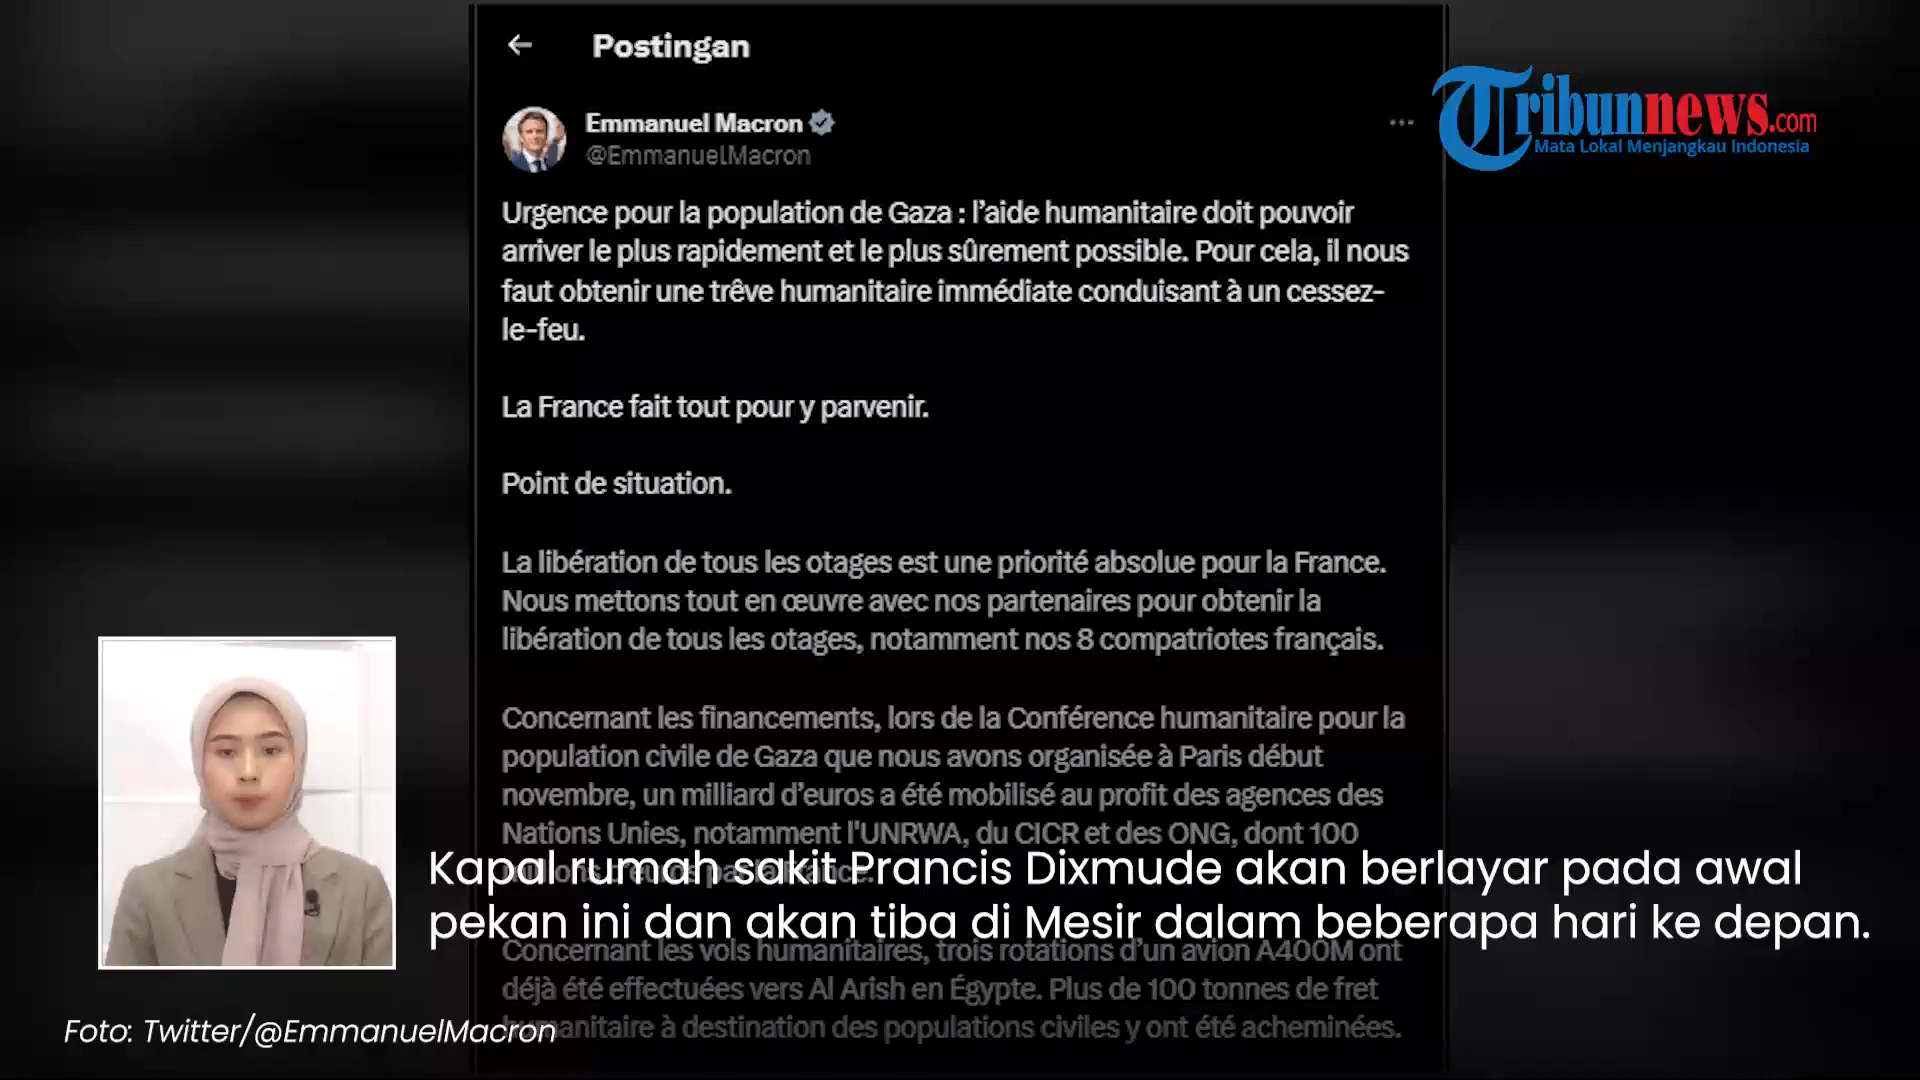 Postingan
Tribunnews.com
Mata Lokal Menjangkau Indonesia
Emmanuel Macron
@EmmanuelMacron
Urgence pour la population de Gaza : l’aide humanitaire doit pouvoir
arriver le plus rapidement et le plus sûrement possible. Pour cela, il nous
faut obtenir une trêve humanitaire immédiate conduisant à un cessez-
le-feu.
La France fait tout pour y parvenir.
Point de situation.
La libération de tous les otages est une priorité absolue pour la France.
Nous mettons tout en œuvre avec nos partenaires pour obtenir la
libération de tous les otages, notamment nos 8 compatriotes français.
Concernant les financements, lors de la Conférence humanitaire pour la
population civile de Gaza que nous avons organisée à Paris début
novembre, un milliard d’euros a été mobilisé au profit des agences des
Nations Unies, notamment l'UNRWA, du CICR et des ONG, dont 100
Kapal rumah sakit Prancis Dixmude akan berlayar pada awal
pekan ini dan akan tiba di Mesir dalam beberapa hari ke depan.
Concernant les vols humanitaires, trois rotations d’un avion A400M ont
déjà été effectuées vers Al Arish en Égypte. Plus de 100 tonnes de fret
humanitaire à destination des populations civiles y ont été acheminées.
Foto: Twitter/@EmmanuelMacron